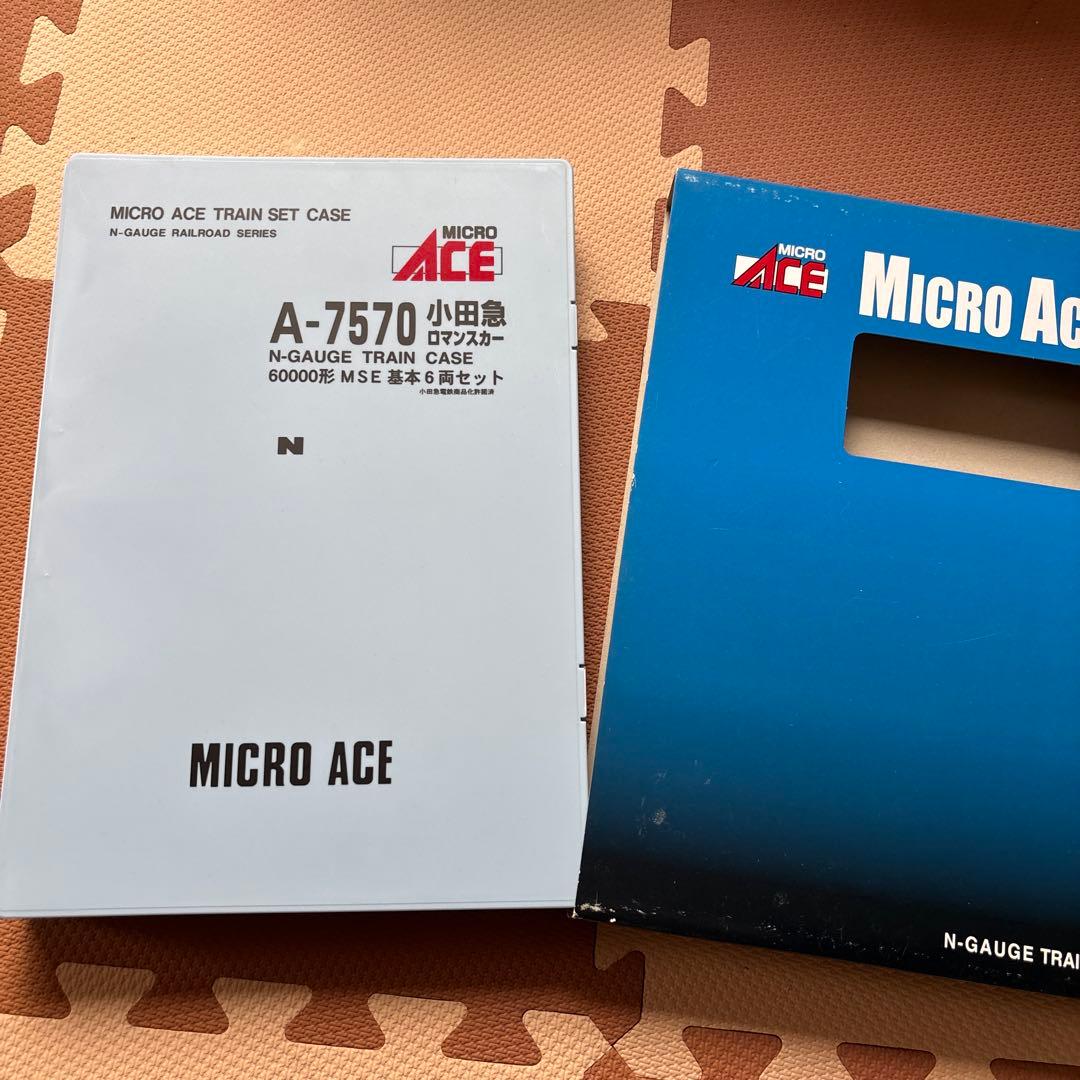 MICRO ACE TRAIN SET CASE
N-GAUGE RAILROAD SERIES
MICRO
ACE
A-7570 小田急
ロマンスカー
N-GAUGE TRAIN CASE
60000形 MSE 基本6両セット
小田急電鉄商品化許諾済
N
MICRO ACE
MICRO
ACE
MICRO AC
N-GAUGE TRAI